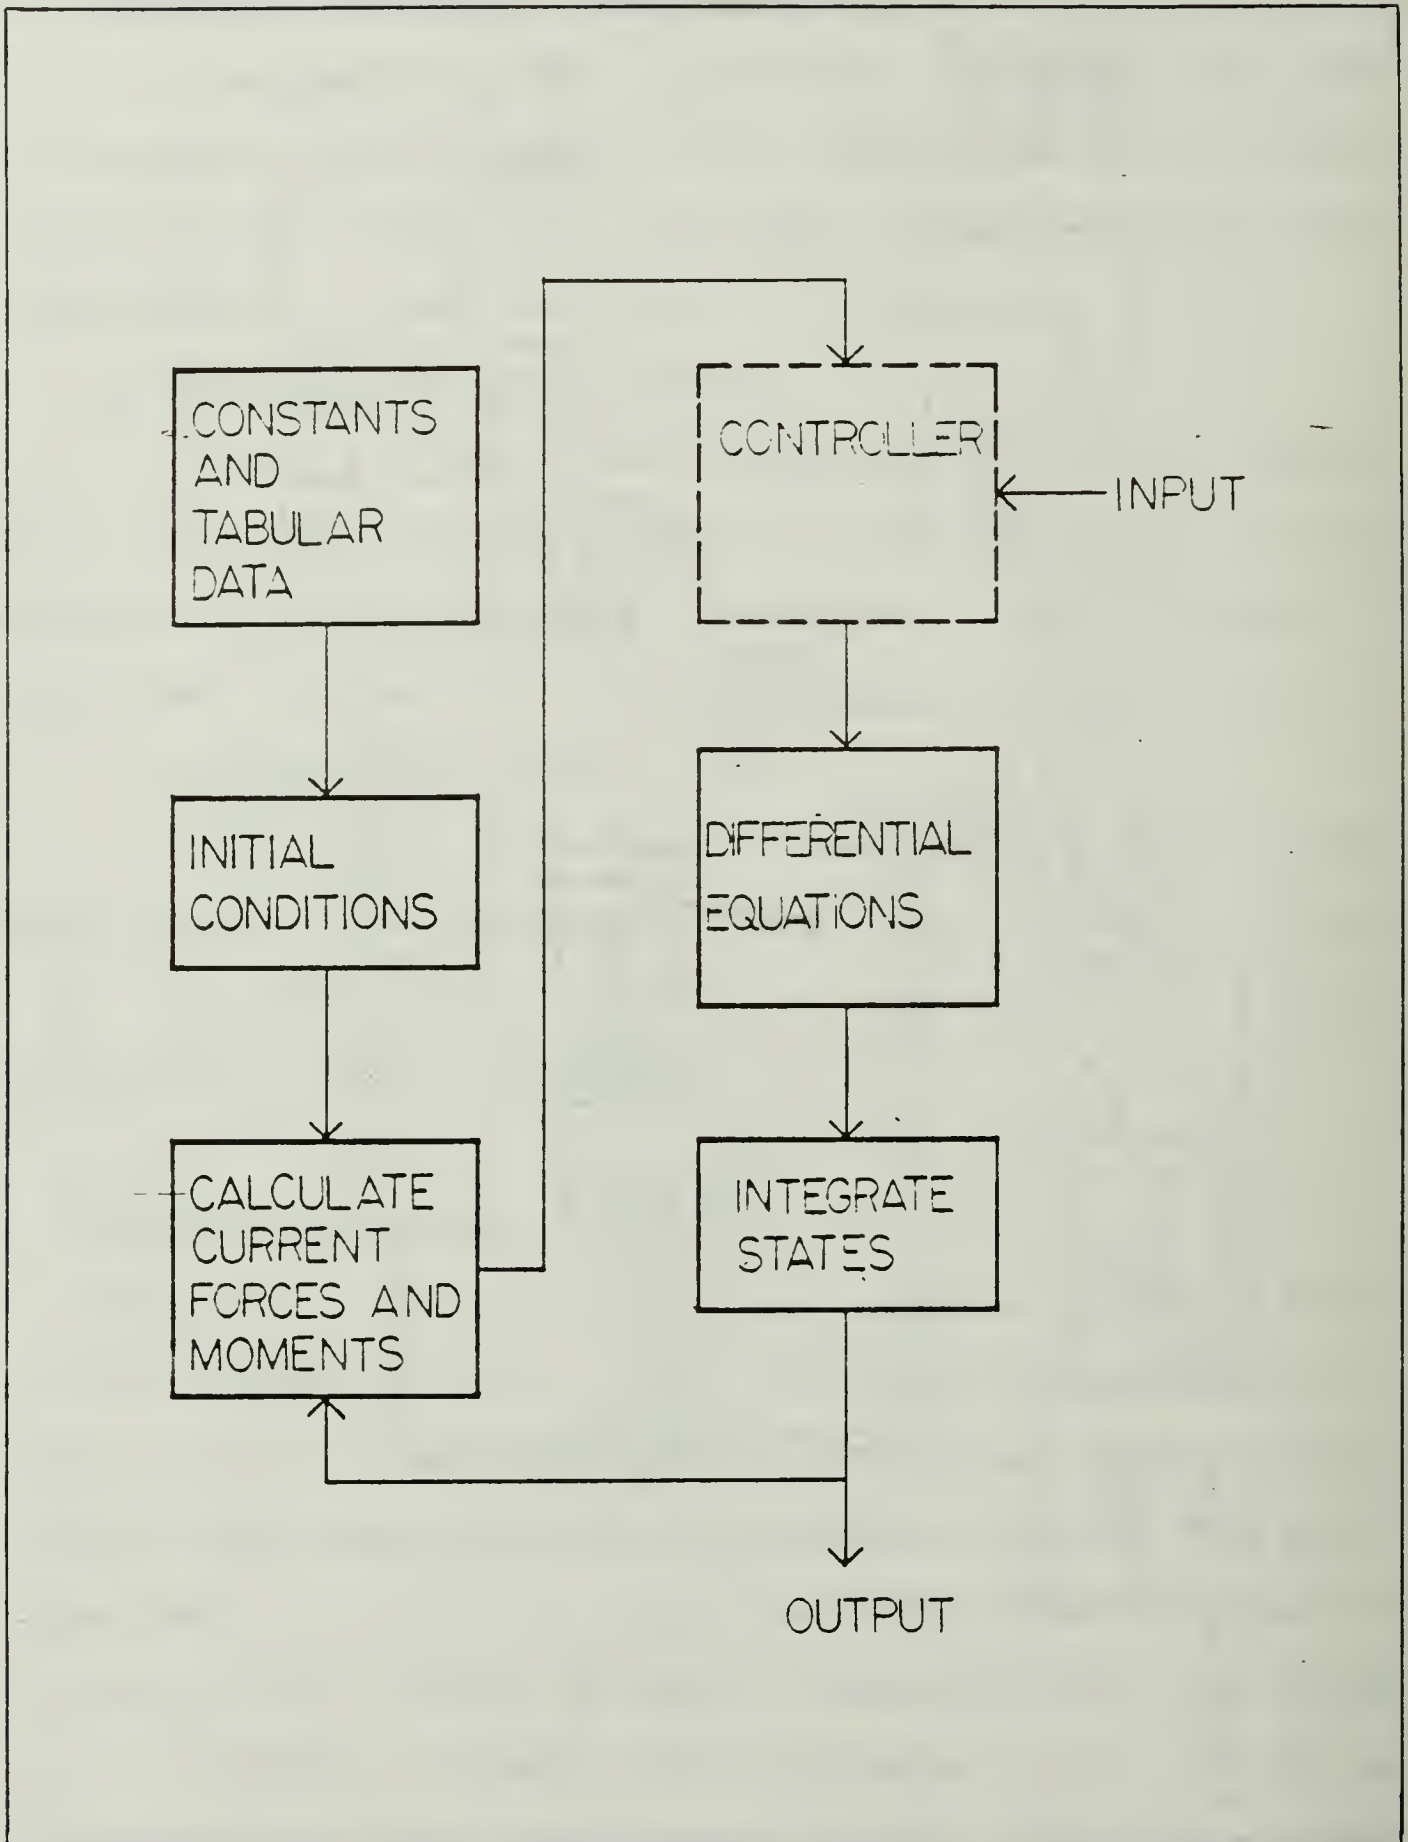 CONSTANTS
AND
TABULAR
DATA
INITIAL
CONDITIONS
CALCULATE
CURRENT
FORCES AND
MOMENTS
CONTROLLER
INPUT
DIFFERENTIAL
EQUATIONS
INTEGRATE
STATES
OUTPUT